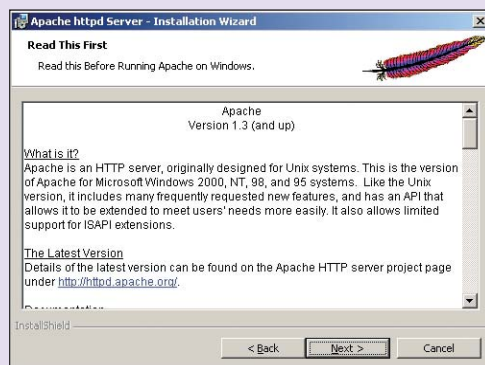 Apache httpd Server - Installation Wizard
Read This First
Read this Before Running Apache on Windows.
Apache
Version 1.3 (and up)
What is it?
Apache is an HTTP server, originally designed for Unix systems. This is the version
of Apache for Microsoft Windows 2000, NT, 98, and 95 systems. Like the Unix
version, it includes many frequently requested new features, and has an API that
allows it to be extended to meet users' needs more easily. It also allows limited
support for ISAPI extensions.
The Latest Version
Details of the latest version can be found on the Apache HTTP server project page
under http://httpd.apache.org/.
InstallShield
< Back
Next >
Cancel